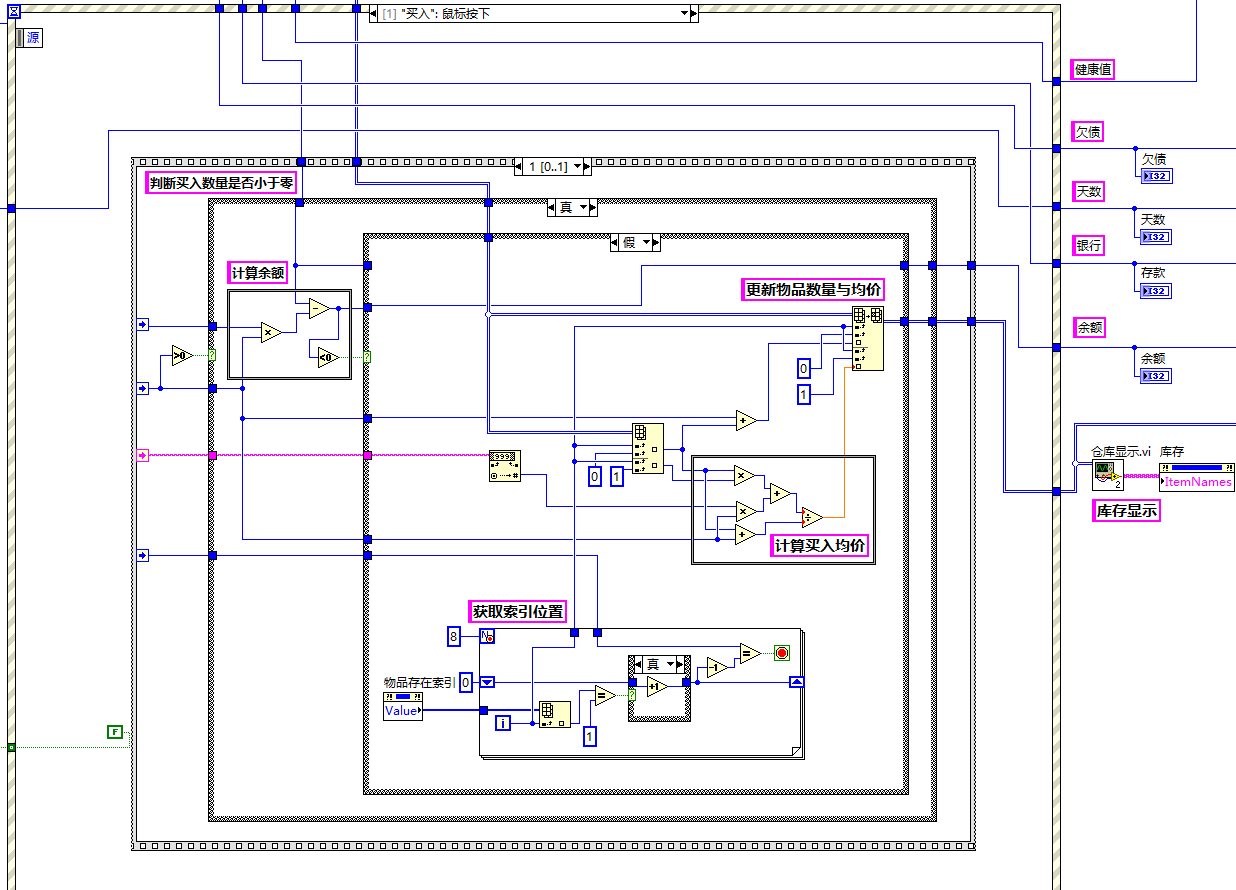 [1] "买入": 鼠标按下
源
健康值
欠债
欠债
I32
天数
天数
I32
银行
存款
I32
余额
余额
I32
1 [0..1]
判断买入数量是否小于零
真
假
计算余额
更新物品数量与均价
-
×
<0
>0
?
?
0
1
+
999
0
1
×
+
×
÷
+
计算买入均价
仓库显示.vi
库存
2
ItemNames
库存显示
获取索引位置
8
N
真
=
-1
物品存在索引
0
+1
Value
=
?
i
1
F